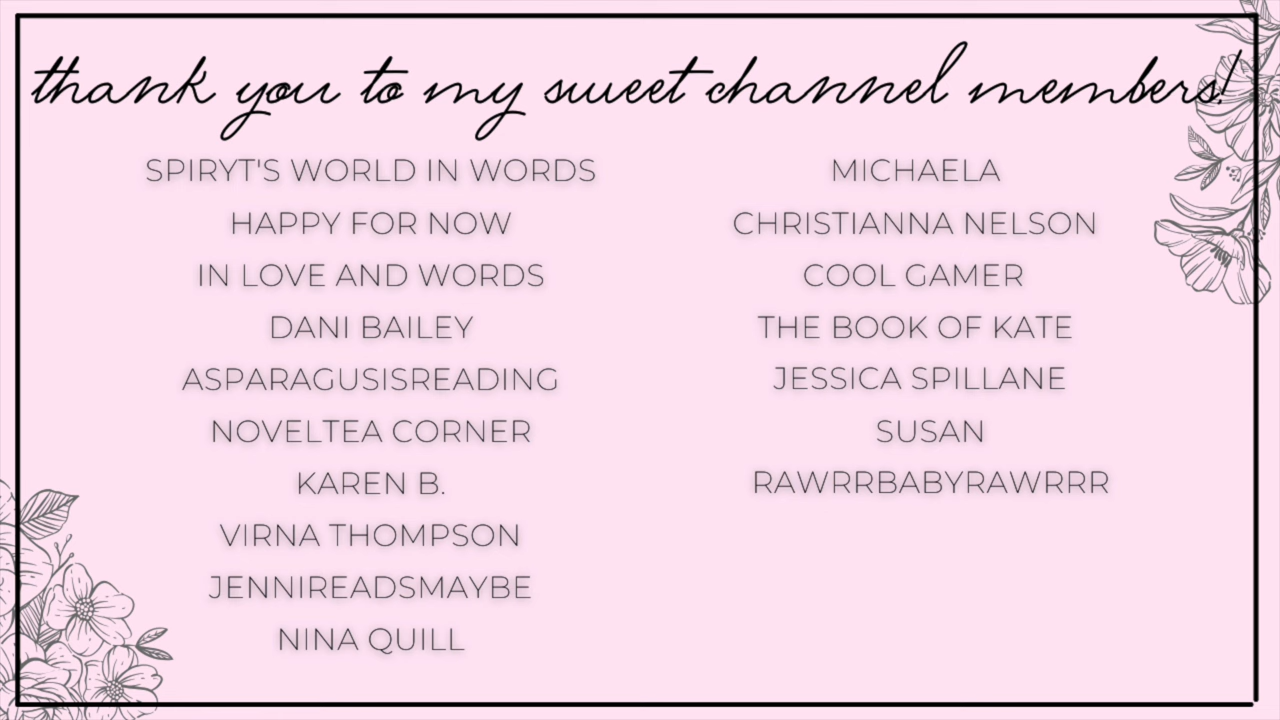 thank you to my sweet channel members!
SPIRYT'S WORLD IN WORDS
HAPPY FOR NOW
IN LOVE AND WORDS
DANI BAILEY
ASPARAGUSISREADING
NOVELTEA CORNER
KAREN B.
VIRNA THOMPSON
JENNIREADSMAYBE
NINA QUILL
MICHAELA
CHRISTIANNA NELSON
COOL GAMER
THE BOOK OF KATE
JESSICA SPILLANE
SUSAN
RAWRRBABYRAWRRR